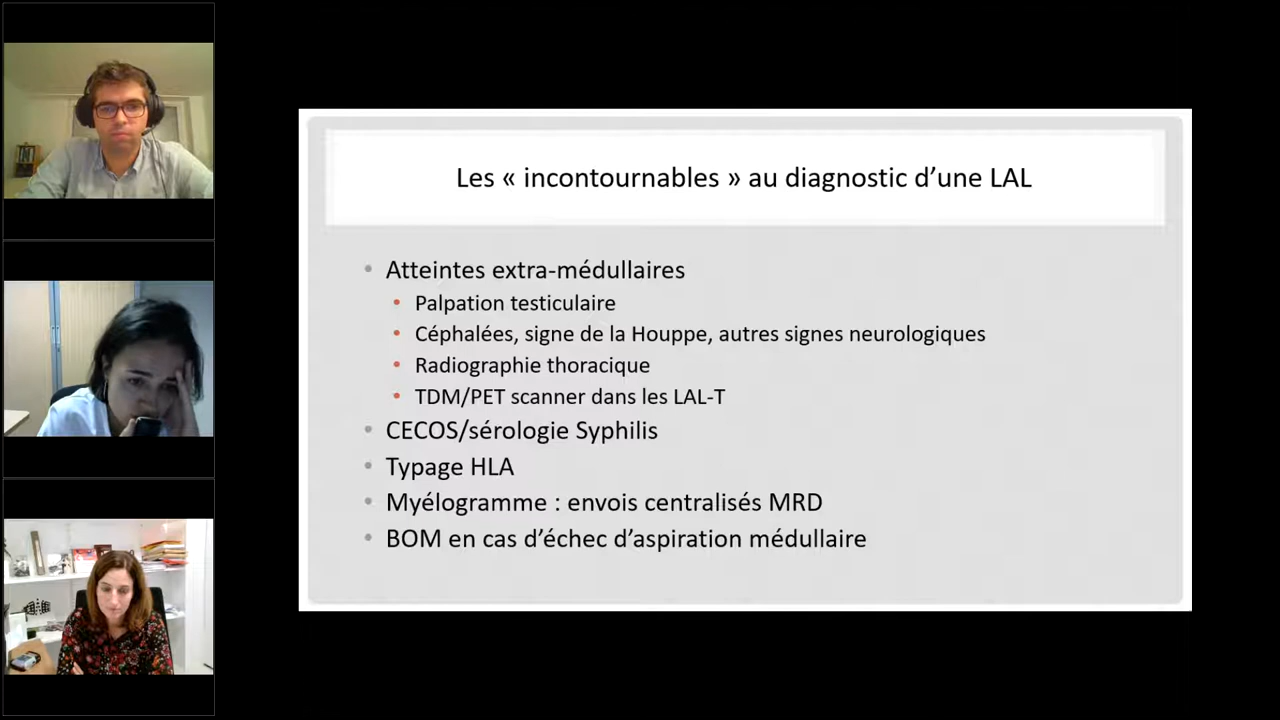 Les « incontournables » au diagnostic d’une LAL
• Atteintes extra-médullaires
• Palpation testiculaire
• Céphalées, signe de la Houppe, autres signes neurologiques
• Radiographie thoracique
• TDM/PET scanner dans les LAL-T
• CECOS/sérologie Syphilis
• Typage HLA
• Myélogramme : envois centralisés MRD
• BOM en cas d’échec d’aspiration médullaire